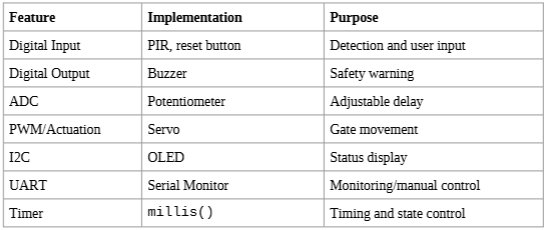 Feature Implementation Purpose
Digital Input PIR, reset button Detection and user input
Digital Output Buzzer Safety warning
ADC Potentiometer Adjustable delay
PWM/Actuation Servo Gate movement
I2C OLED Status display
UART Serial Monitor Monitoring/manual control
Timer millis() Timing and state control